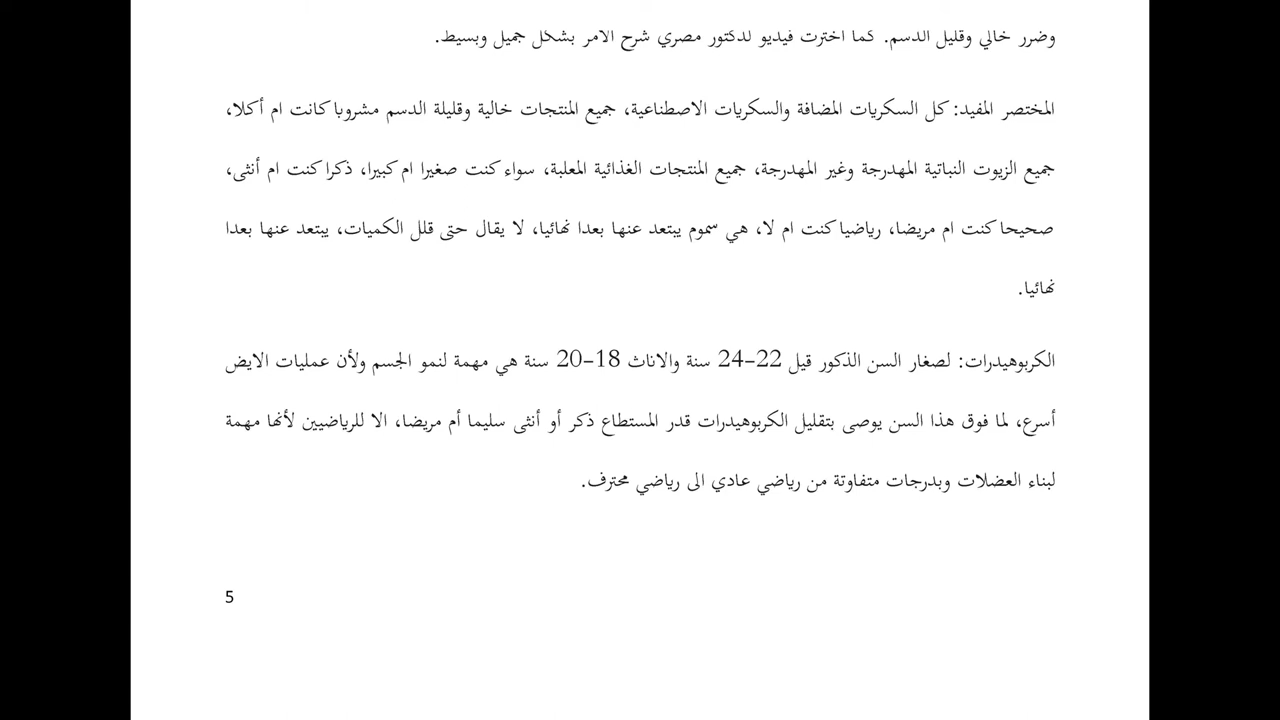 وضرر خالي وقليل الدسم. كما اخترت فيديو لدكتور مصري شرح الامر بشكل جميل وبسيط.
المختصر المفيد: كل السكريات المضافة والسكريات الاصطناعية، جميع المنتجات خالية وقليلة الدسم مشروبا كانت ام أكلا،
جميع الزيوت النباتية المهدرجة وغير المهدرجة، جميع المنتجات الغذائية المعلبة، سواء كنت صغيرا ام كبيرا، ذكرا كنت ام أنثى،
صحيحا كنت ام مريضا، رياضيا كنت ام لا، هي سموم يبتعد عنها بعدا نهائيا، لا يقال حتى قلل الكميات، يبتعد عنها بعدا
نهائيا.
الكربوهيدرات: لصغار السن الذكور قيل 22-24 سنة والاناث 18-20 سنة هي مهمة لنمو الجسم ولأن عمليات الايض
أسرع، لما فوق هذا السن يوصى بتقليل الكربوهيدرات قدر المستطاع ذكر أو أنثى سليما أم مريضا، الا للرياضيين لأنها مهمة
لبناء العضلات وبدرجات متفاوتة من رياضي عادي الى رياضي محترف.
5